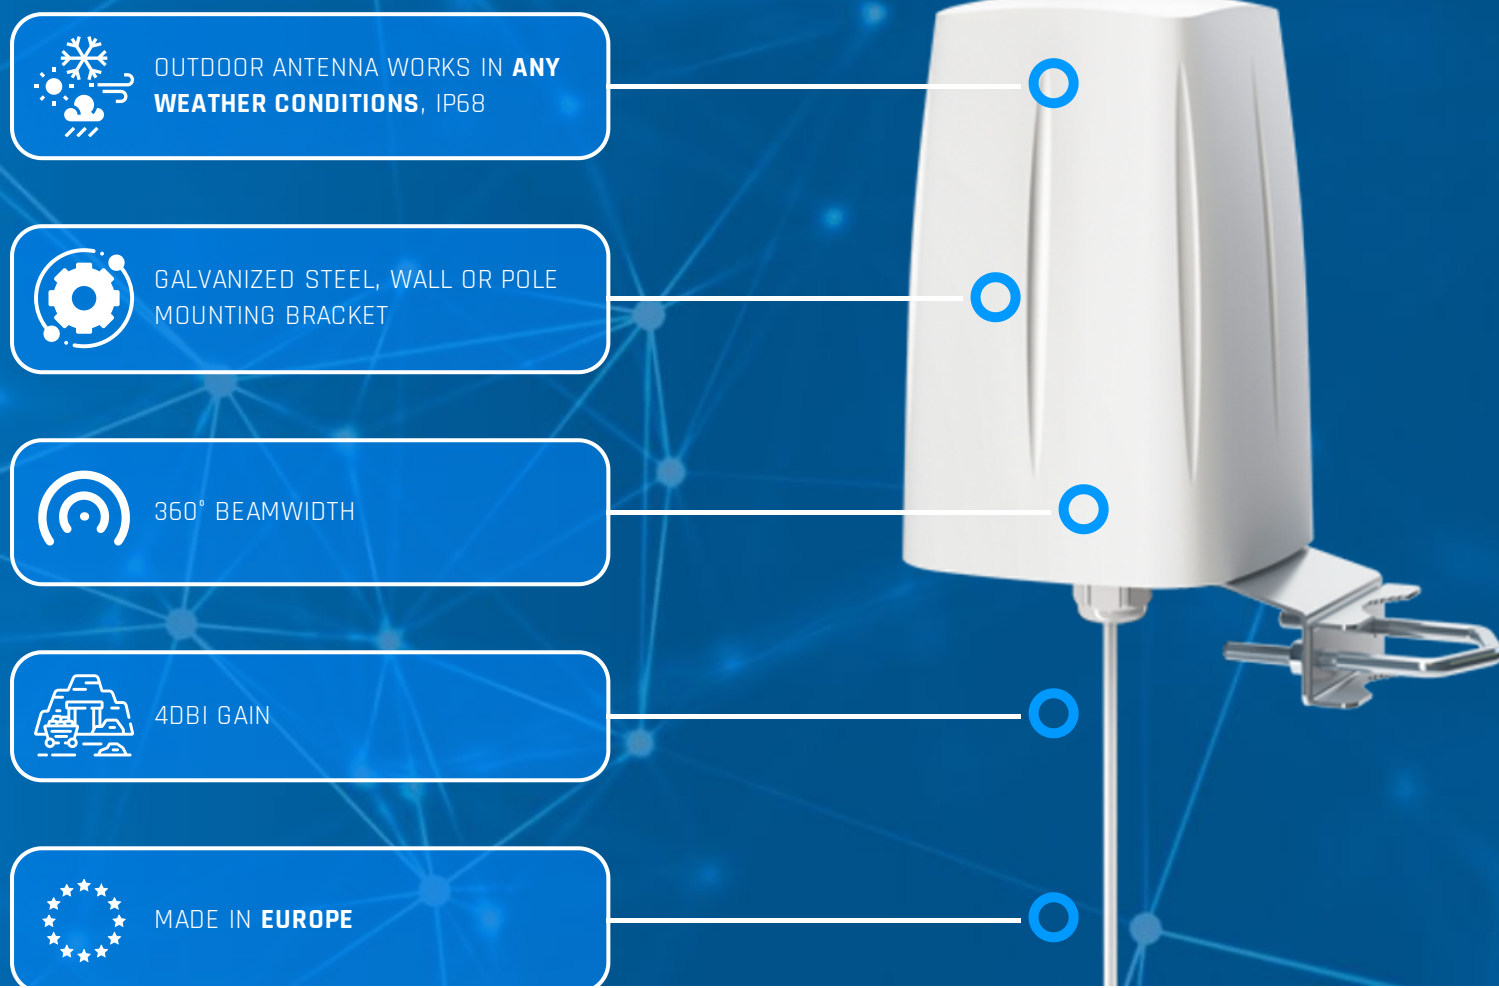 OUTDOOR ANTENNA WORKS IN ANY
WEATHER CONDITIONS, IP68
GALVANIZED STEEL, WALL OR POLE
MOUNTING BRACKET
360° BEAMWIDTH
4DBI GAIN
MADE IN EUROPE